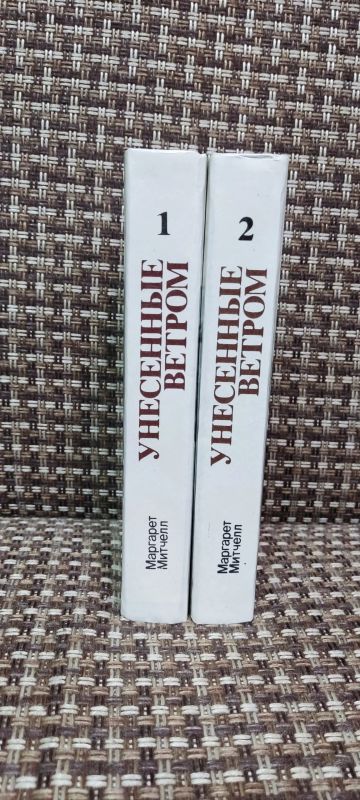 1
УНЕСЕННЫЕ
ВЕТРОМ
Маргарет
Митчелл
2
УНЕСЕННЫЕ
ВЕТРОМ
Маргарет
Митчелл